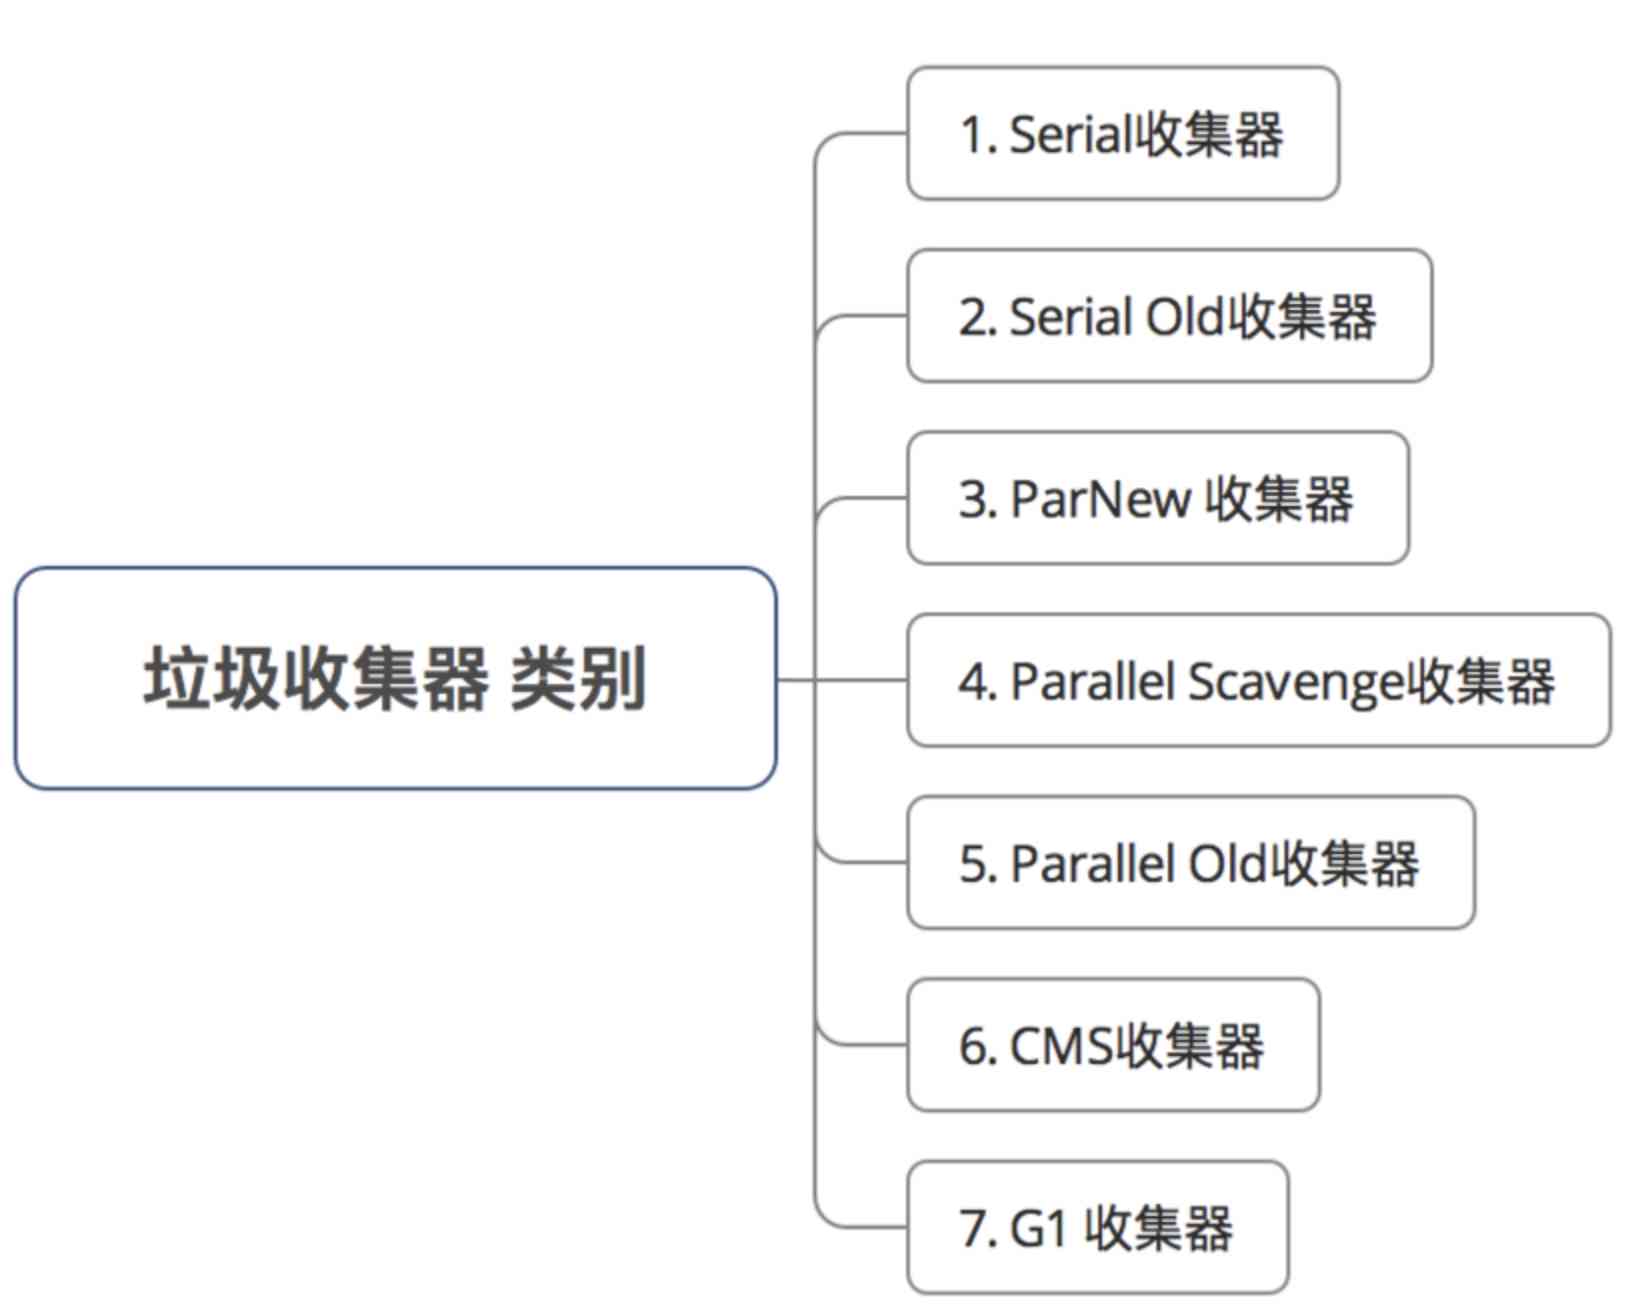 1. Serial收集器
2. Serial Old收集器
3. ParNew 收集器
垃圾收集器 类别
4. Parallel Scavenge收集器
5. Parallel Old收集器
6. CMS收集器
7. G1 收集器